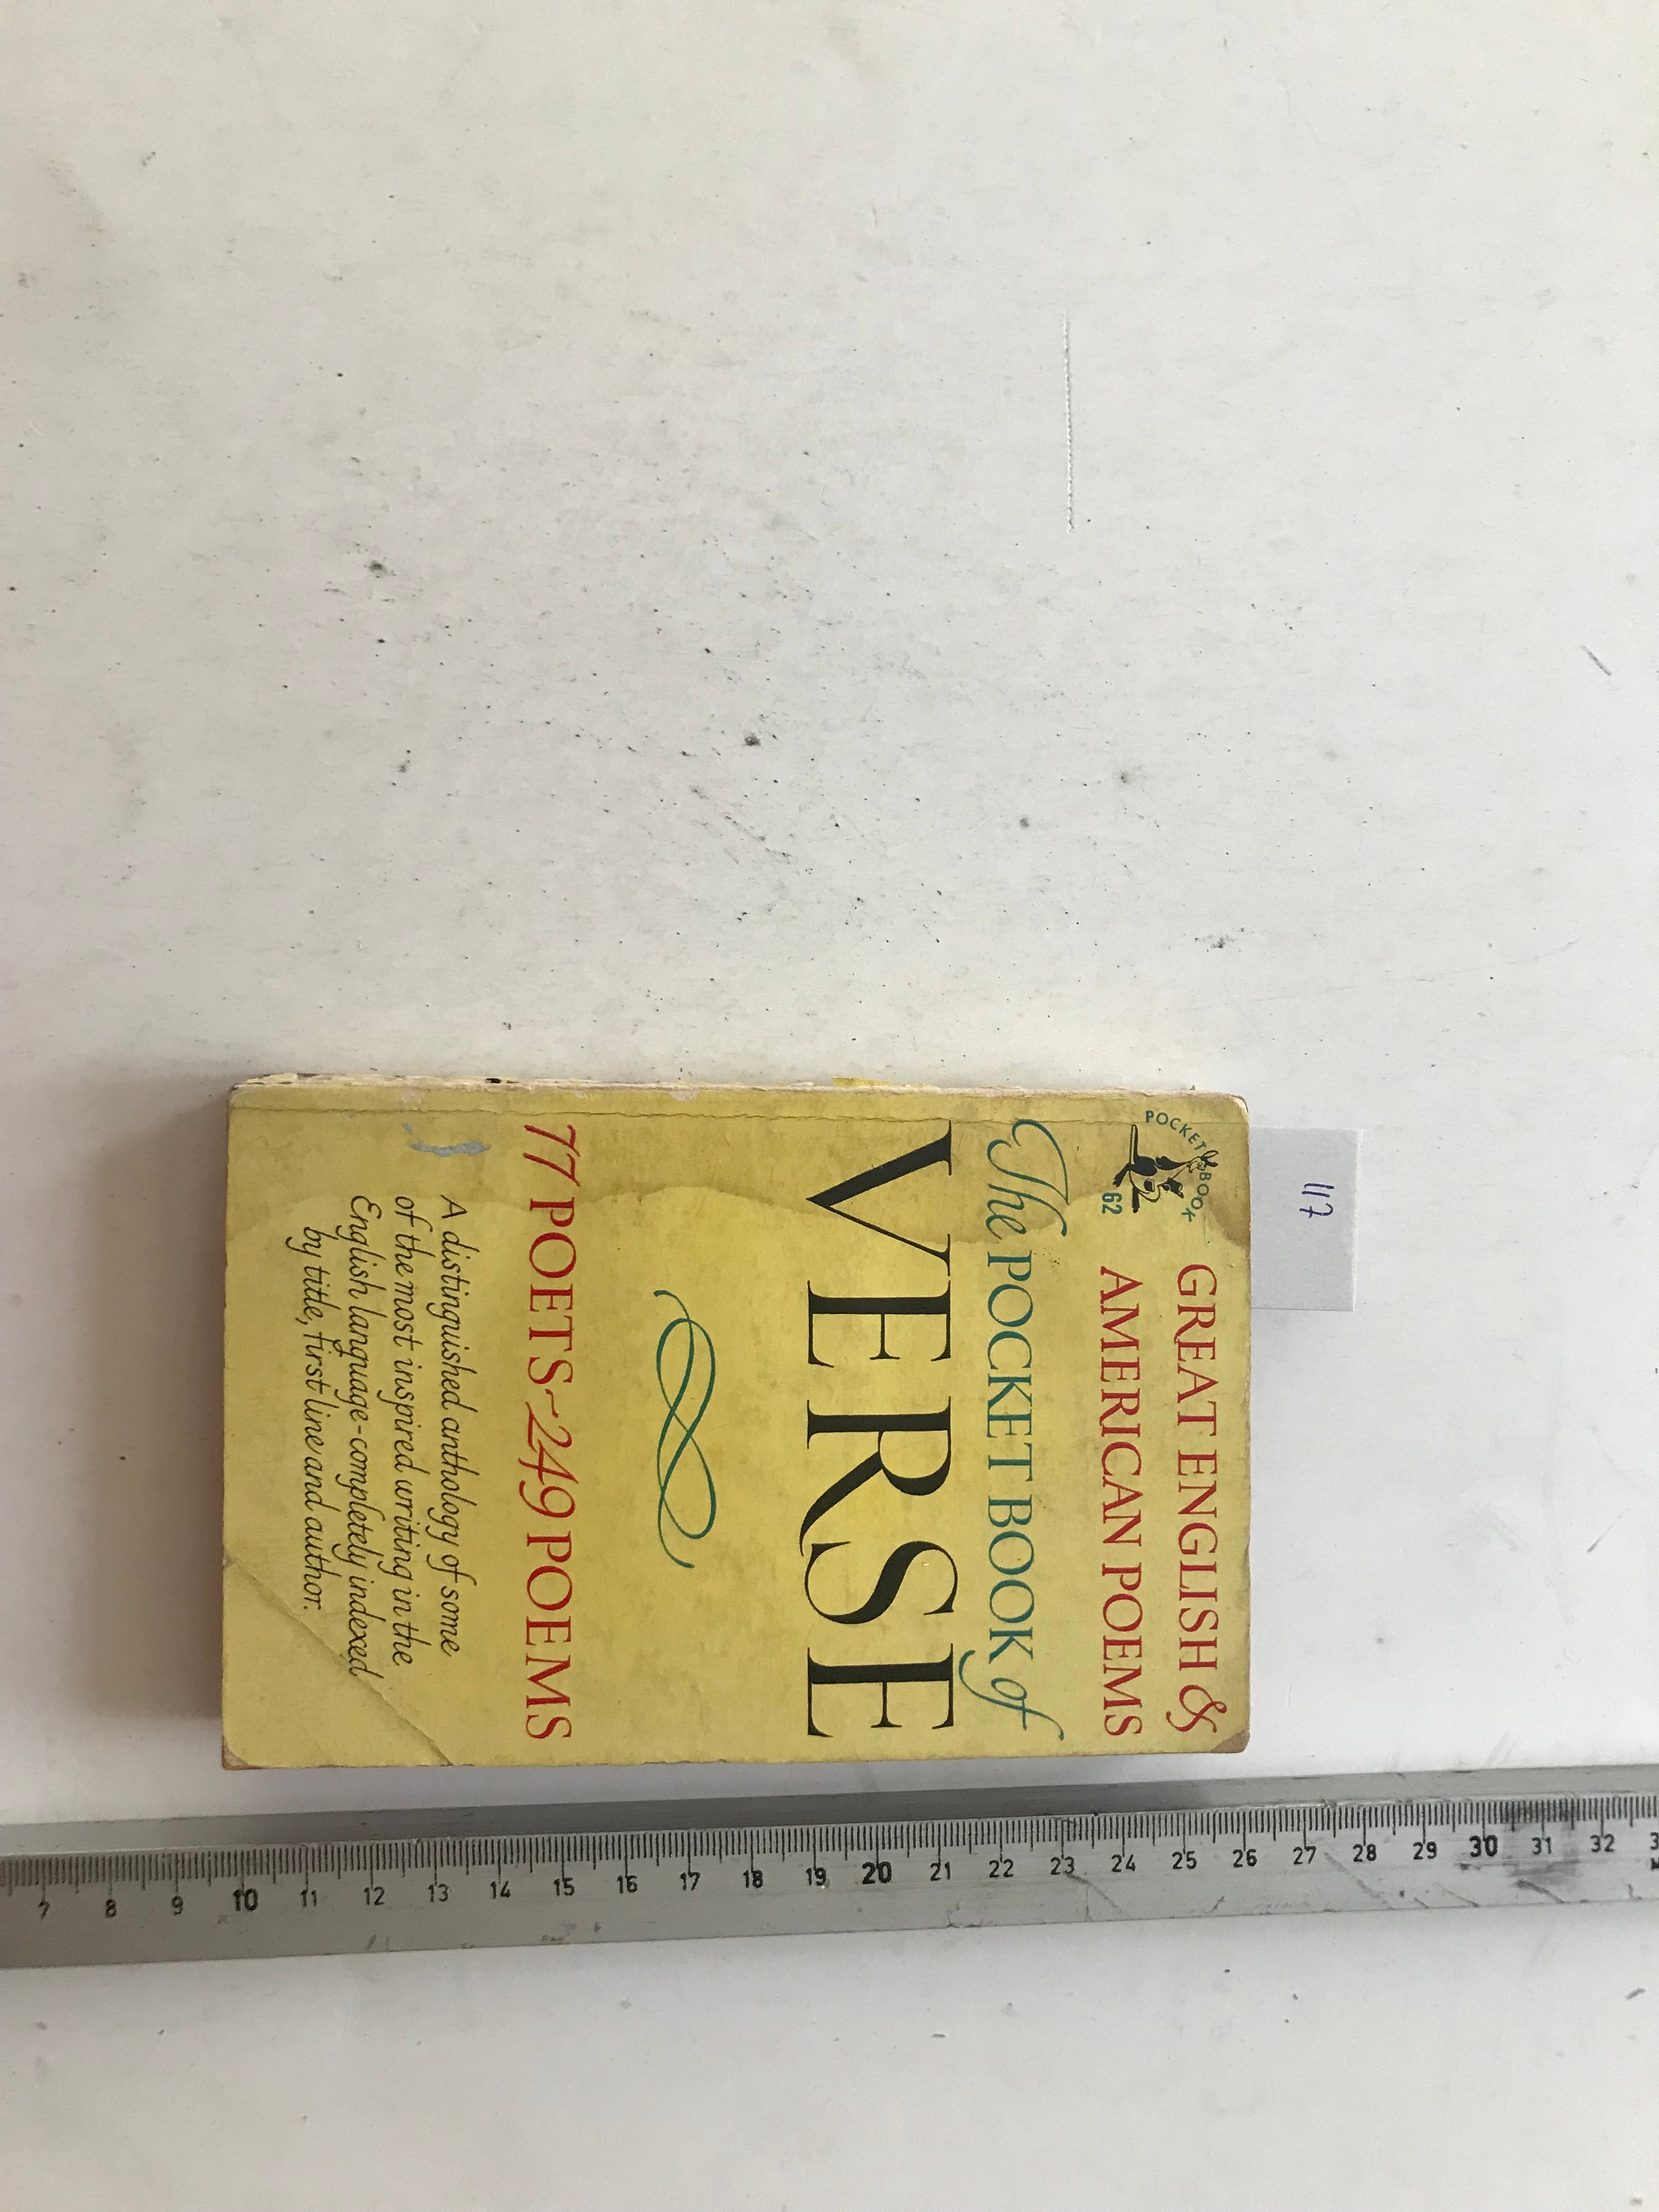 117
POCKET BOOK
62
GREAT ENGLISH &
AMERICAN POEMS
The POCKET BOOK of
VERSE
77 POETS~249 POEMS
A distinguished anthology of some
of the most inspired writing in the
English language-completely indexed
by title, first line and author.
7 8 9 10 11 12 13 14 15 16 17 18 19 20 21 22 23 24 25 26 27 28 29 30 31 32